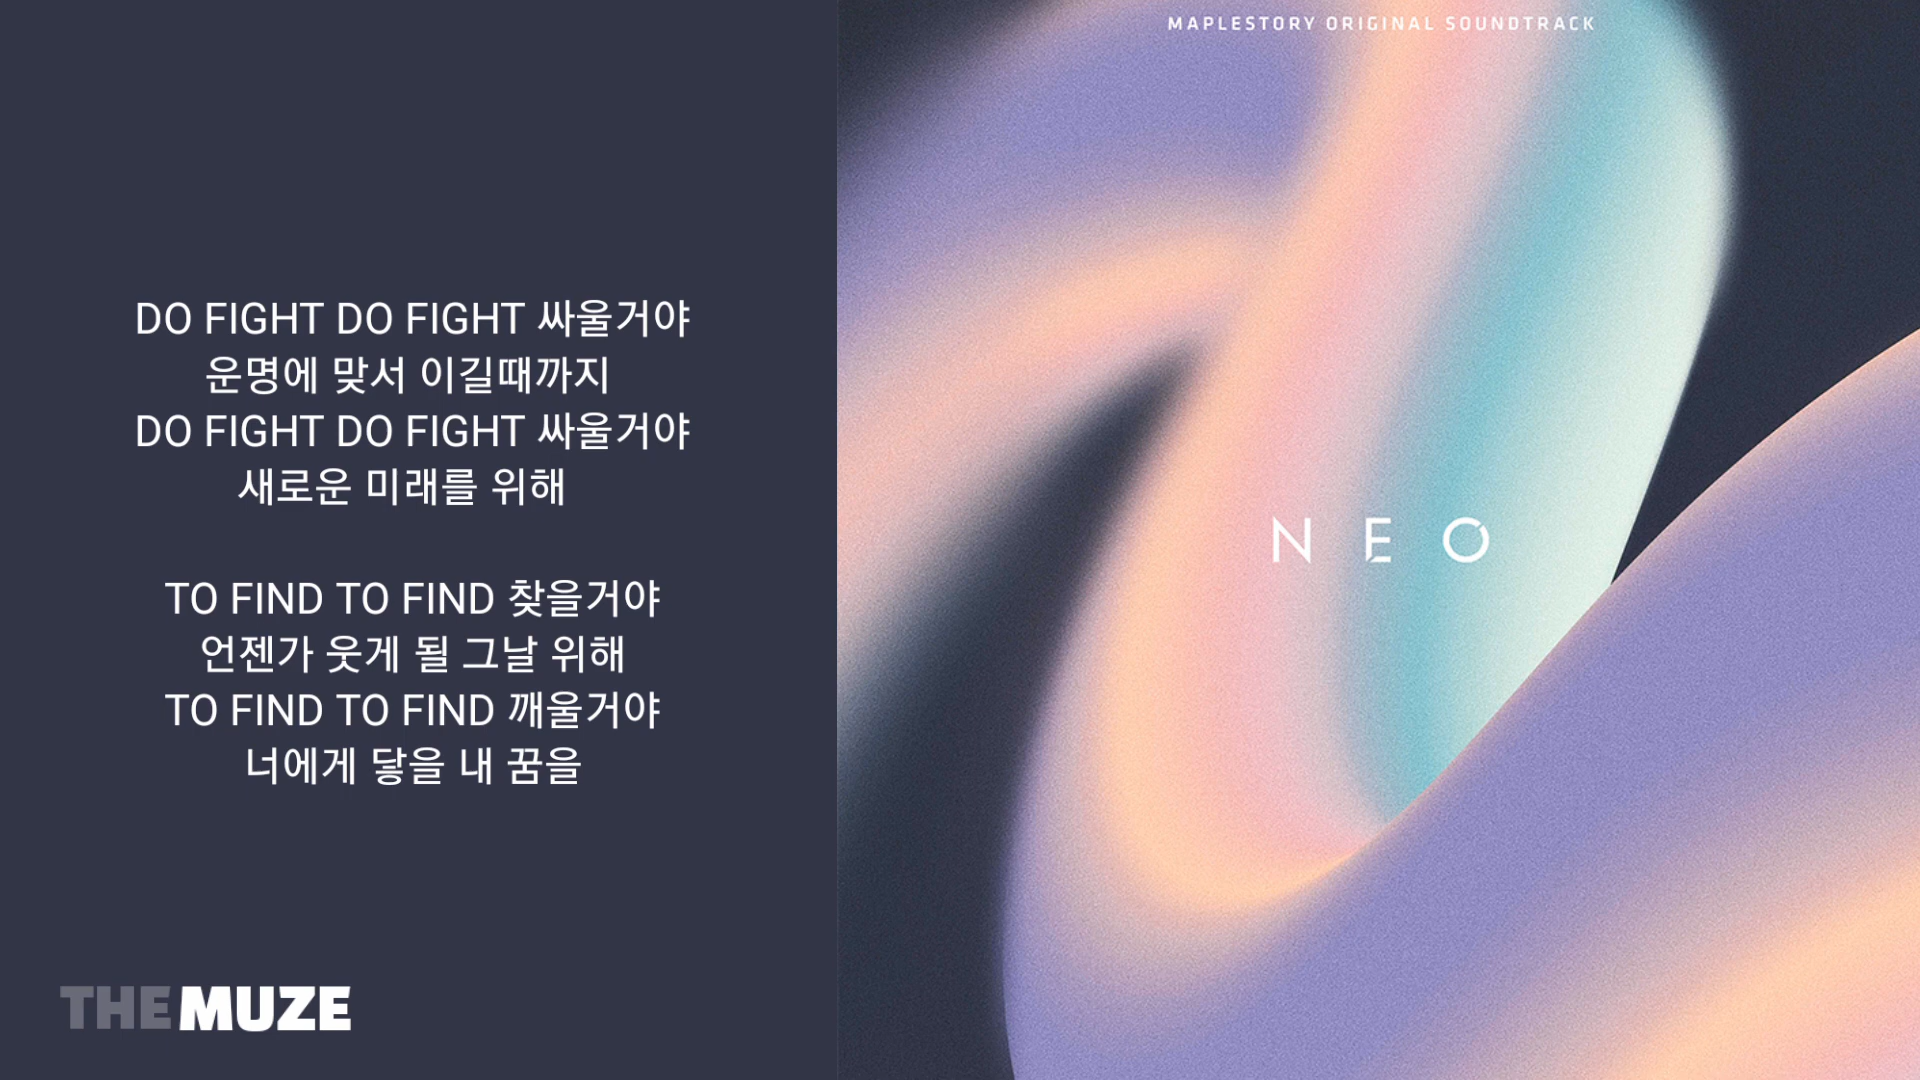 MAPLESTORY ORIGINAL SOUNDTRACK
DO FIGHT DO FIGHT 싸울거야
운명에 맞서 이길때까지
DO FIGHT DO FIGHT 싸울거야
새로운 미래를 위해
TO FIND TO FIND 찾을거야
언젠가 웃게 될 그날 위해
TO FIND TO FIND 깨울거야
너에게 닿을 내 꿈을
NEO
THE MUZE